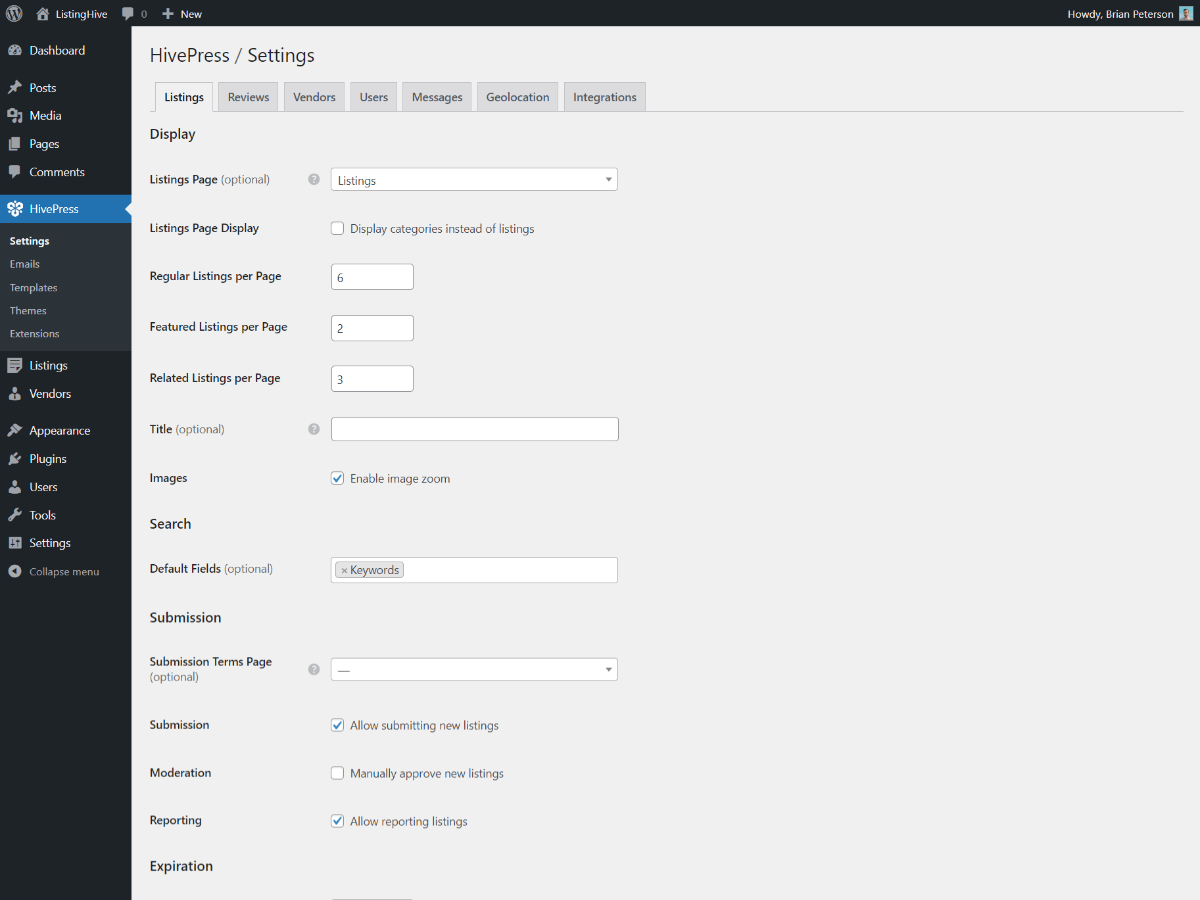 ListingHive
0
New
Howdy, Brian Peterson
Dashboard
Posts
Media
Pages
Comments
HivePress
Settings
Emails
Templates
Themes
Extensions
Listings
Vendors
Appearance
Plugins
Users
Tools
Settings
Collapse menu
HivePress / Settings
Listings
Reviews
Vendors
Users
Messages
Geolocation
Integrations
Display
Listings Page (optional)
?
Listings
Listings Page Display
Display categories instead of listings
Regular Listings per Page
6
Featured Listings per Page
2
Related Listings per Page
3
Title (optional)
?
Images
Enable image zoom
Search
Default Fields (optional)
× Keywords
Submission
Submission Terms Page
(optional)
?
—
Submission
Allow submitting new listings
Moderation
Manually approve new listings
Reporting
Allow reporting listings
Expiration